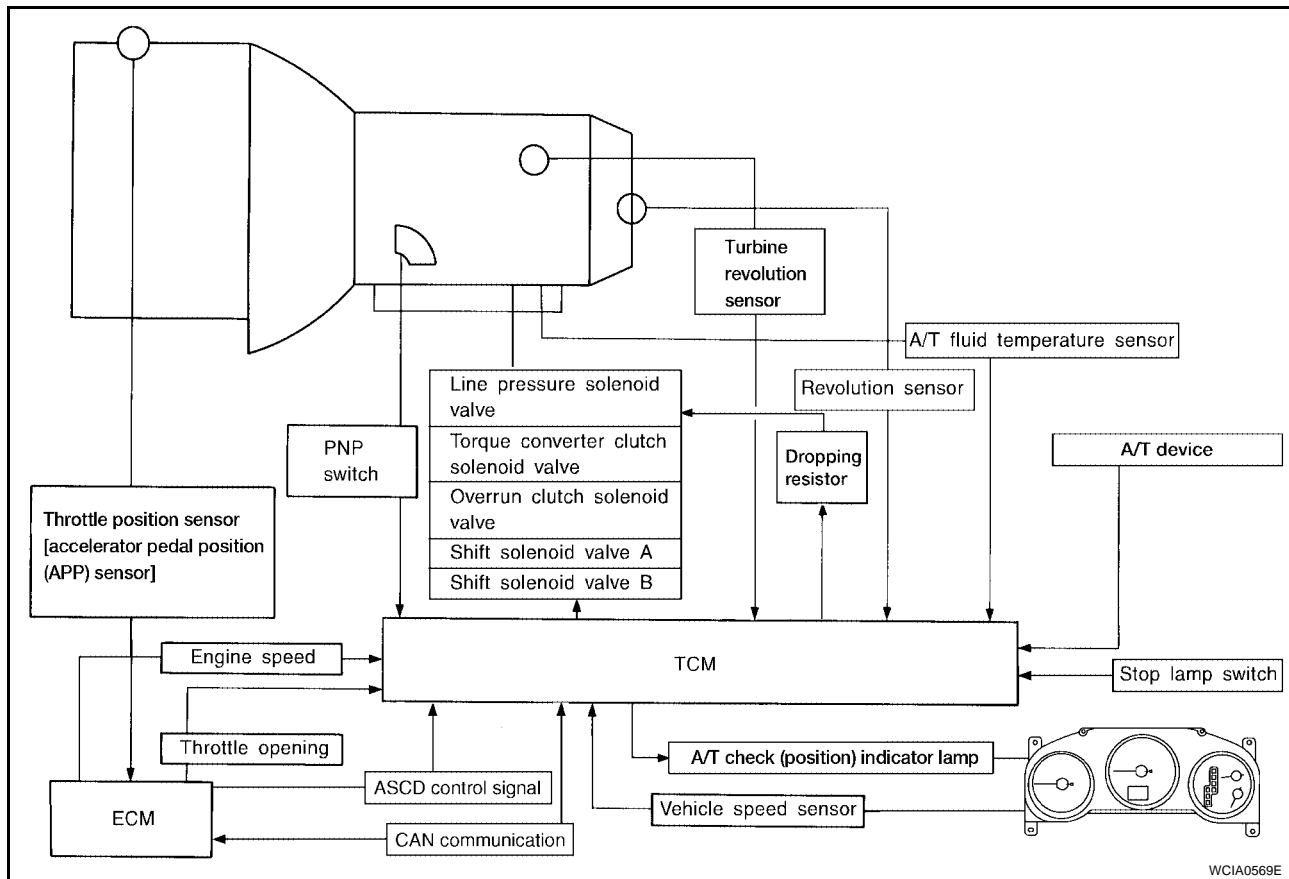 Turbine
revolution
sensor
A/T fluid temperature sensor
Line pressure solenoid
valve
Torque converter clutch
solenoid valve
Overrun clutch solenoid
valve
Shift solenoid valve A
Shift solenoid valve B
Revolution sensor
PNP
switch
Dropping
resistor
A/T device
Throttle position sensor
[accelerator pedal position
(APP) sensor]
Engine speed
TCM
Stop lamp switch
Throttle opening
A/T check (position) indicator lamp
ASCD control signal
Vehicle speed sensor
ECM
CAN communication
WCIA0569E